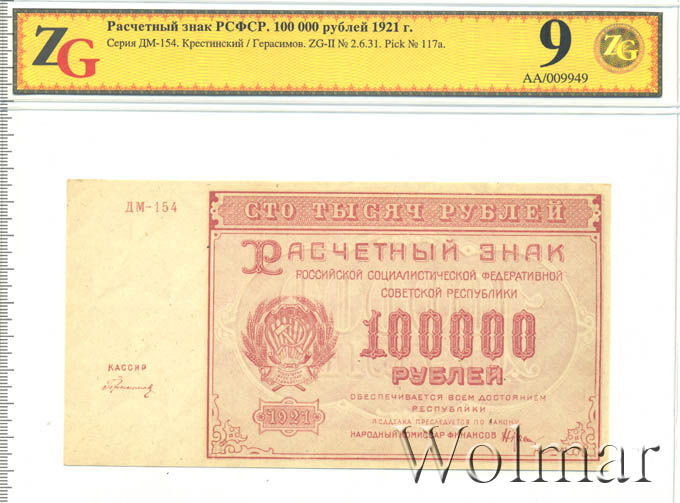 ZG
Расчетный знак РСФСР. 100 000 рублей 1921 г.
Серия ДМ-154. Крестинский / Герасимов. ZG-II № 2.6.31. Pick № 117а.
9
ZG
АА/009949
ДМ-154
СТО ТЫСЯЧ РУБЛЕЙ
РАСЧЕТНЫЙ ЗНАК
РОССИЙСКОЙ СОЦИАЛИСТИЧЕСКОЙ ФЕДЕРАТИВНОЙ
СОВЕТСКОЙ РЕСПУБЛИКИ
100000
РУБЛЕЙ
КАССИР
ОБЕСПЕЧИВАЕТСЯ ВСЕМ ДОСТОЯНИЕМ
РЕСПУБЛИКИ
1921
ПОДДЕЛКА ПРЕСЛЕДУЕТСЯ ПО ЗАКОНУ
НАРОДНЫЙ КОМИССАР ФИНАНСОВ
Wolmar